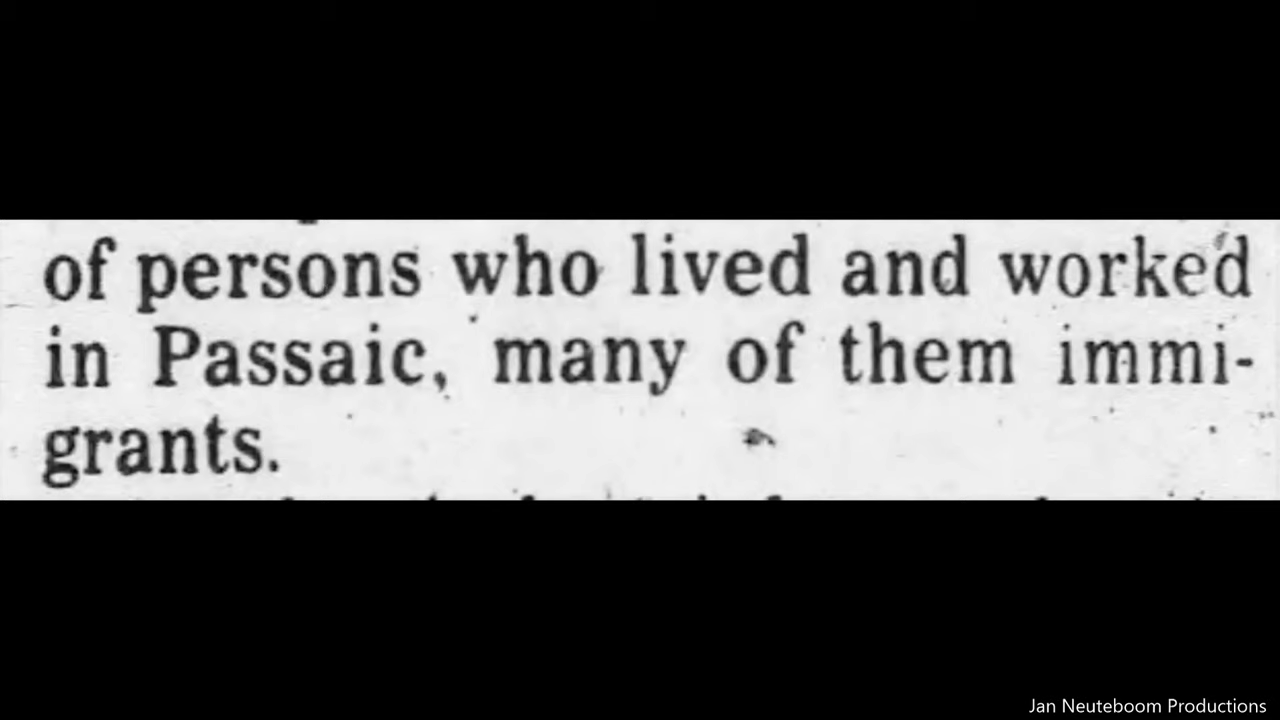 of persons who lived and worked
in Passaic, many of them immi-
grants.
Jan Neuteboom Productions